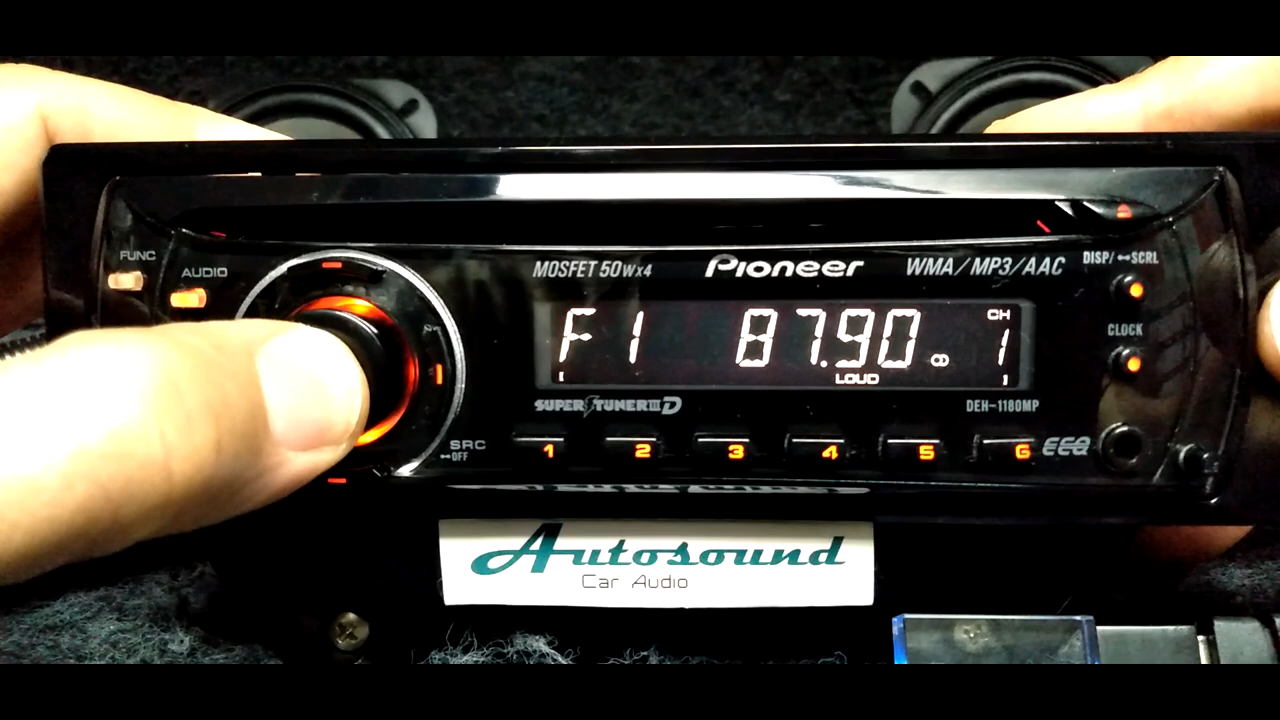 FUNC
AUDIO
MOSFET 50Wx4
Pioneer
WMA/MP3/AAC
DISP/ SCRL
F1 87.90 CH 1
LOUD
CLOCK
SUPER TUNER III D
DEH-1180MP
SRC
OFF
1 2 3 4 5 6
EEQ
Autosound
Car Audio